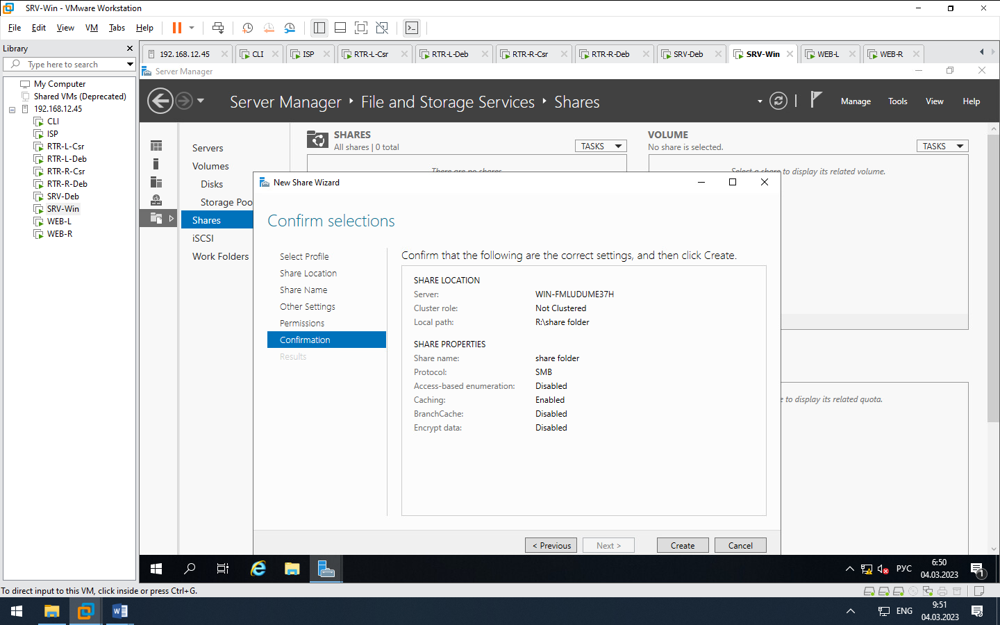 SRV-Win - VMware Workstation
File Edit View VM Tabs Help
Library
Type here to search
My Computer
Shared VMs (Deprecated)
192.168.12.45
CLI
ISP
RTR-L-Csr
RTR-L-Deb
RTR-R-Csr
RTR-R-Deb
SRV-Deb
SRV-Win
WEB-L
WEB-R
192.168.12.45 CLI ISP RTR-L-Csr RTR-L-Deb RTR-R-Csr RTR-R-Deb SRV-Deb SRV-Win WEB-L WEB-R
Server Manager
Server Manager File and Storage Services Shares
Manage Tools View Help
Servers
Volumes
Disks
Storage Poo
Shares
iSCSI
Work Folders
SHARES
All shares | 0 total
TASKS
There are no shares
VOLUME
No share is selected.
TASKS
Select a share to display its related volume.
e to display its related quota.
New Share Wizard
Confirm selections
Select Profile
Share Location
Share Name
Other Settings
Permissions
Confirmation
Results
Confirm that the following are the correct settings, and then click Create.
SHARE LOCATION
Server: WIN-FMLUDUME37H
Cluster role: Not Clustered
Local path: R:\share folder
SHARE PROPERTIES
Share name: share folder
Protocol: SMB
Access-based enumeration: Disabled
Caching: Enabled
BranchCache: Disabled
Encrypt data: Disabled
< Previous Next > Create Cancel
РУС
6:50
04.03.2023
1
To direct input to this VM, click inside or press Ctrl+G.
ENG
9:51
04.03.2023